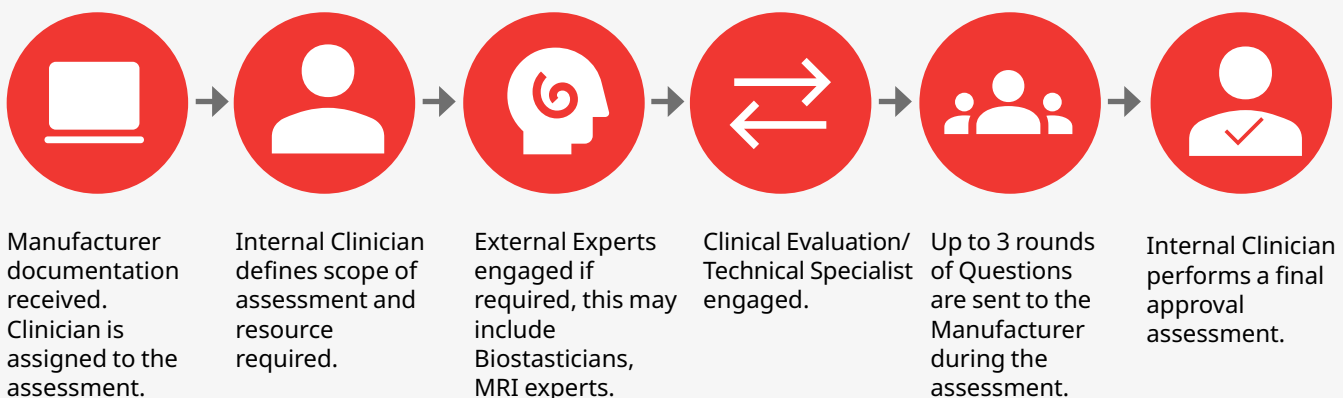 Manufacturer
documentation
received.
Clinician is
assigned to the
assessment.
Internal Clinician
defines scope of
assessment and
resource
required.
External Experts
engaged if
required, this may
include
Biostasticians,
MRI experts.
Clinical Evaluation/
Technical Specialist
engaged.
Up to 3 rounds
of Questions
are sent to the
Manufacturer
during the
assessment.
Internal Clinician
performs a final
approval
assessment.